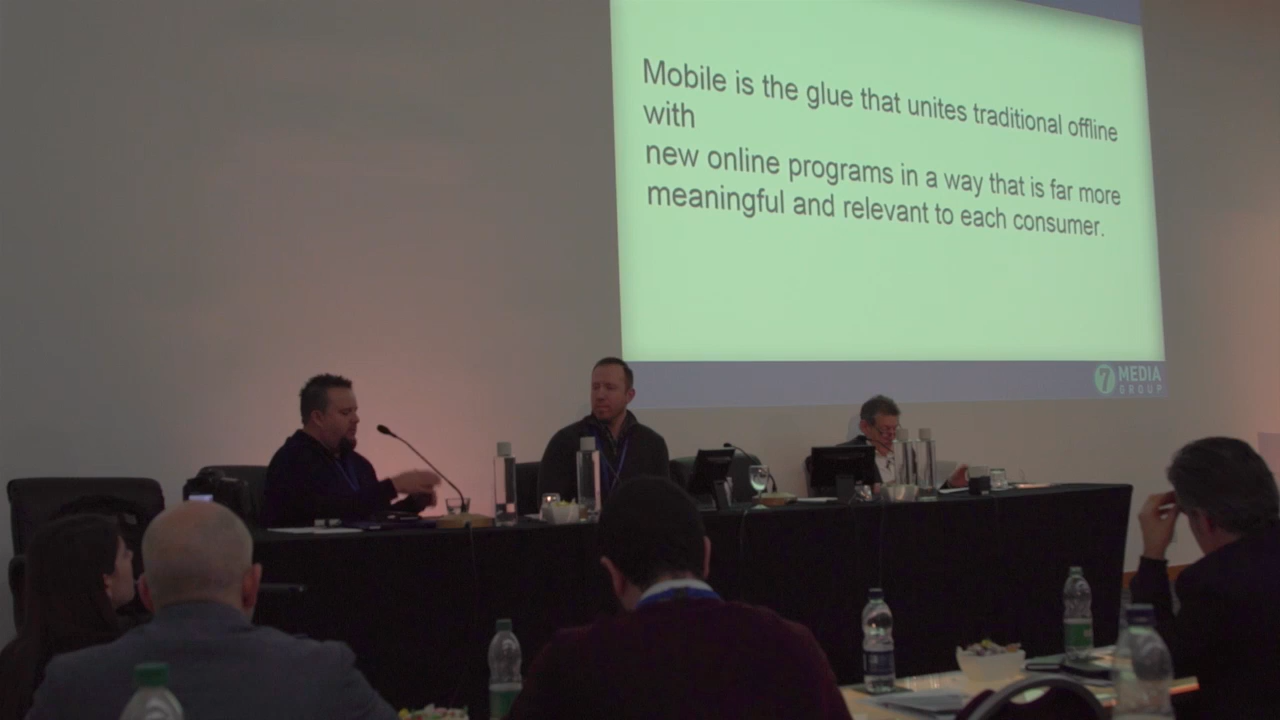 Mobile is the glue that unites traditional offline
with
new online programs in a way that is far more
meaningful and relevant to each consumer.
7 MEDIA
GROUP